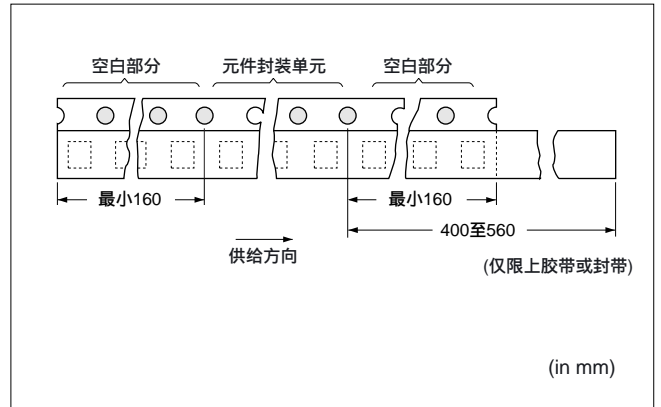 空白部分
元件封装单元
空白部分
最小160
最小160
400至560
供给方向
(仅限上胶带或封带)
(in mm)